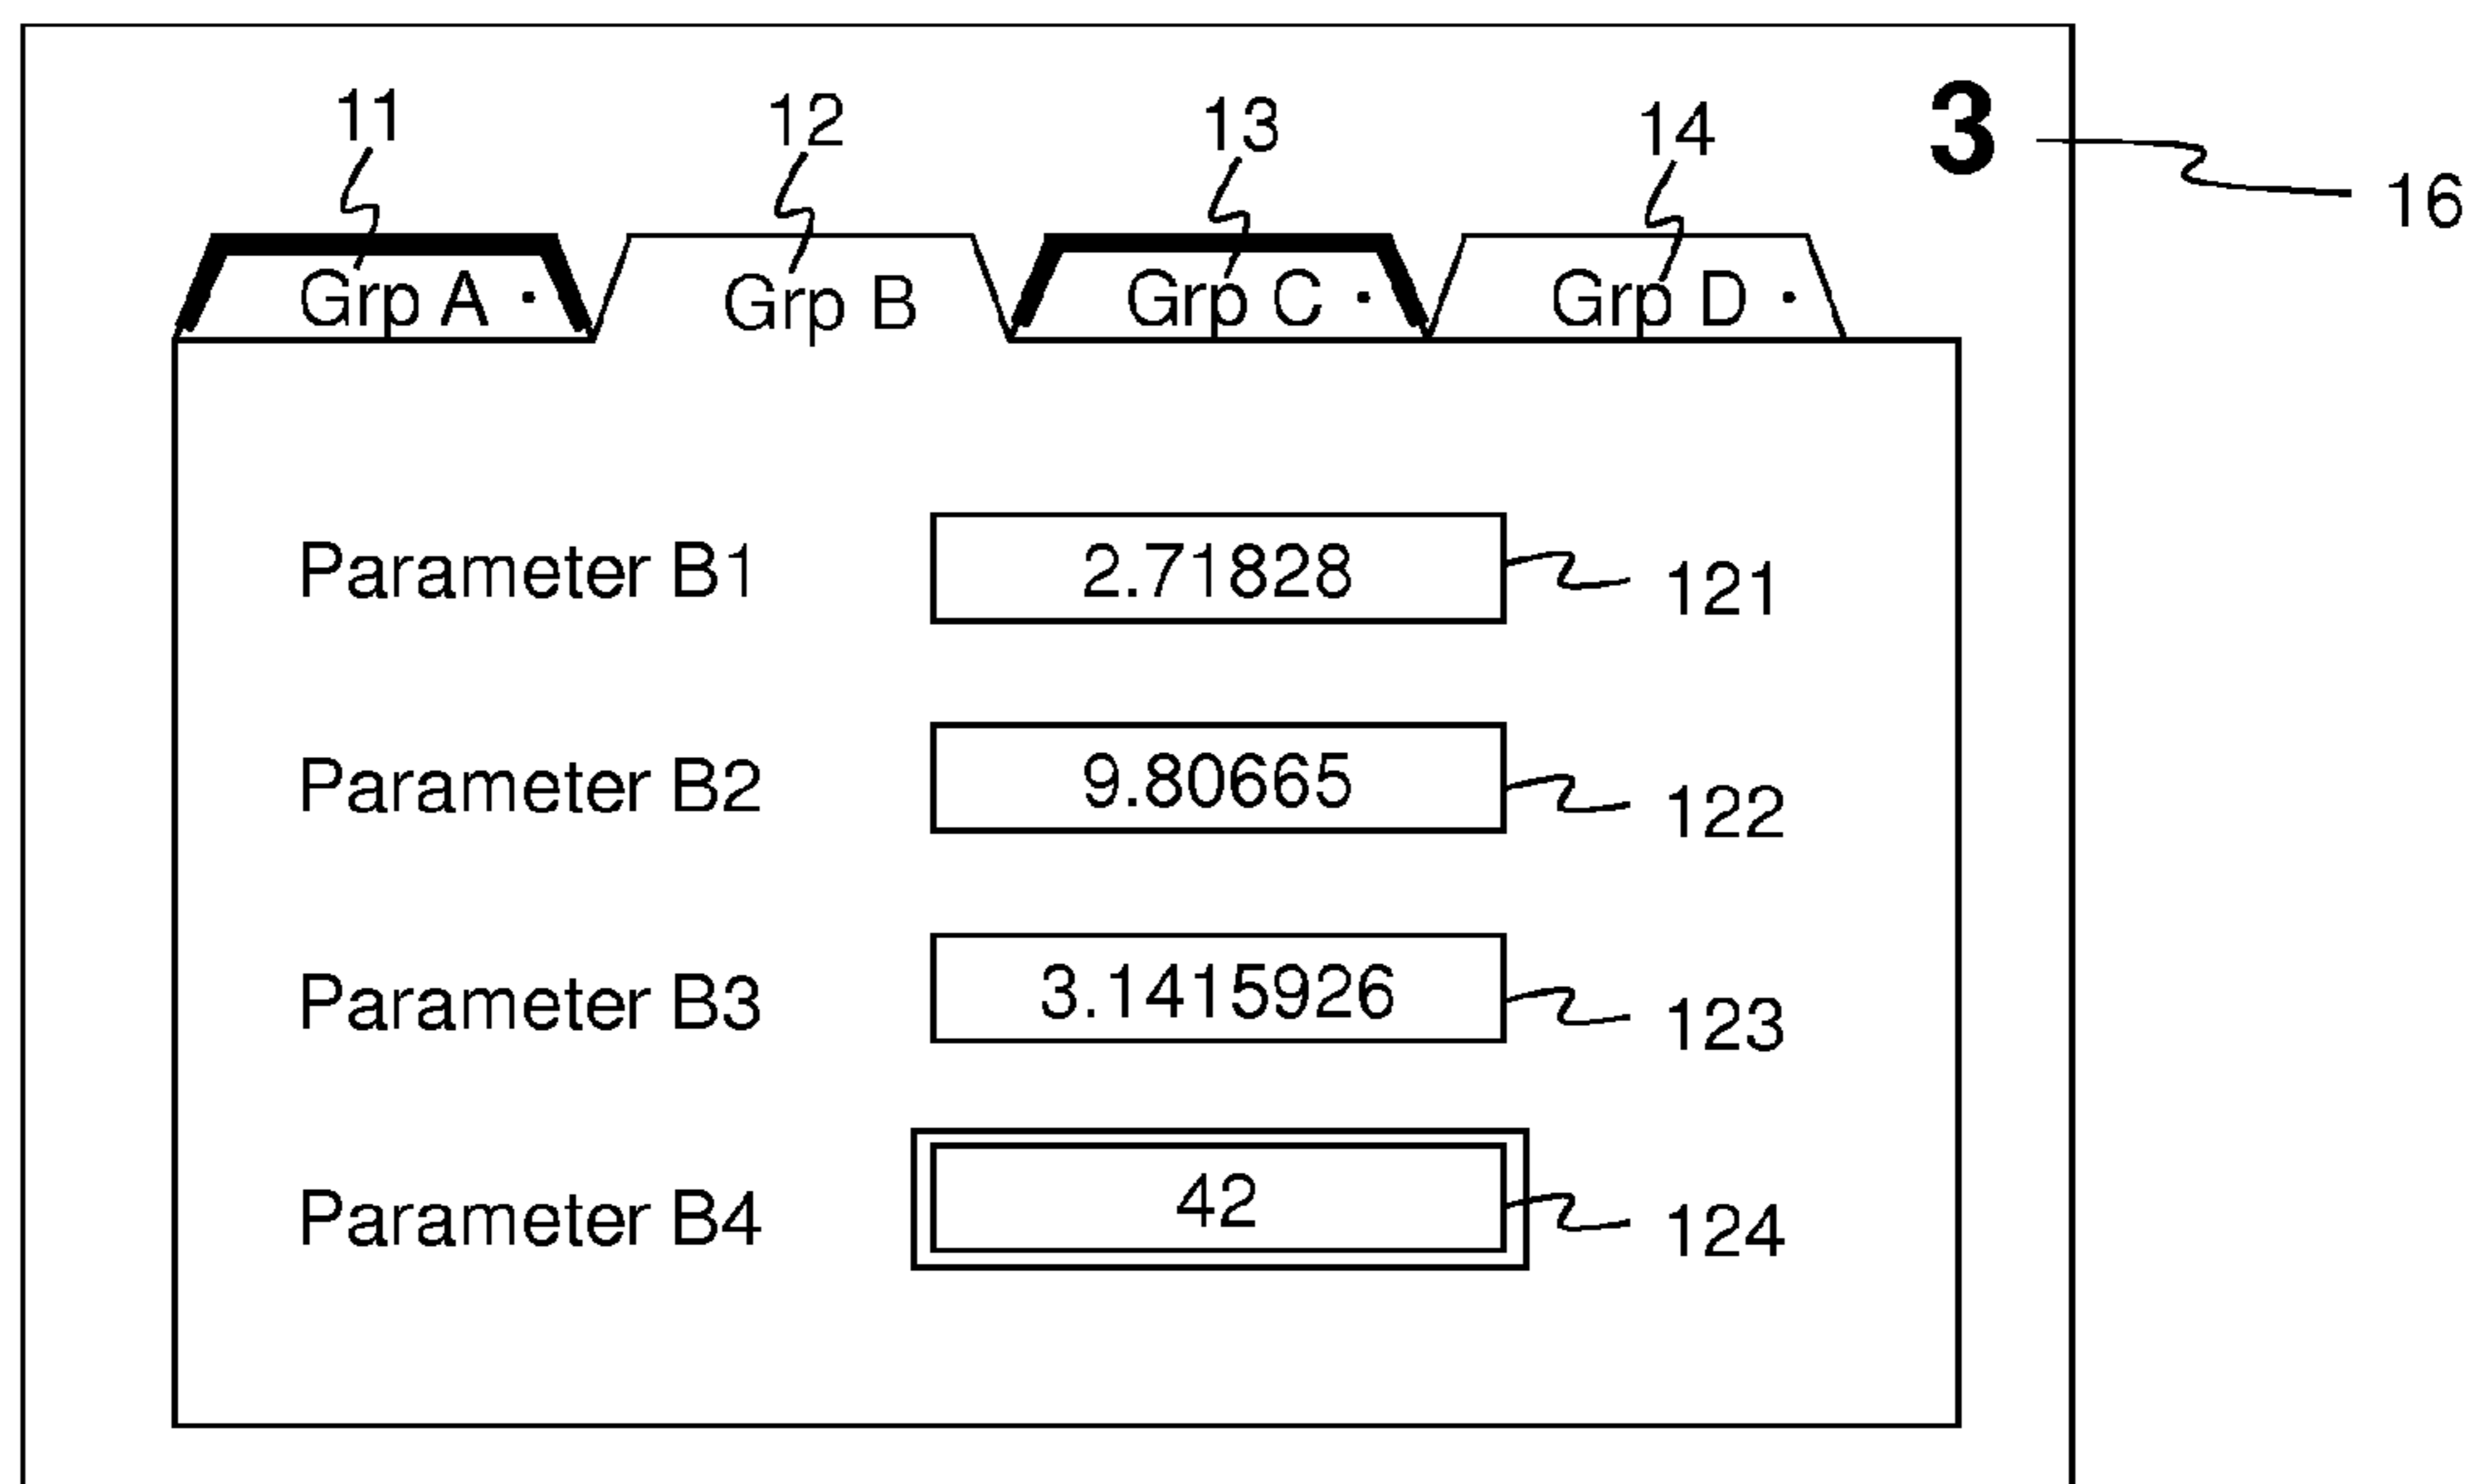 11 12 13 14 3
16
Grp A • Grp B Grp C • Grp D •
Parameter B1 2.71828 121
Parameter B2 9.80665 122
Parameter B3 3.1415926 123
Parameter B4 42 124